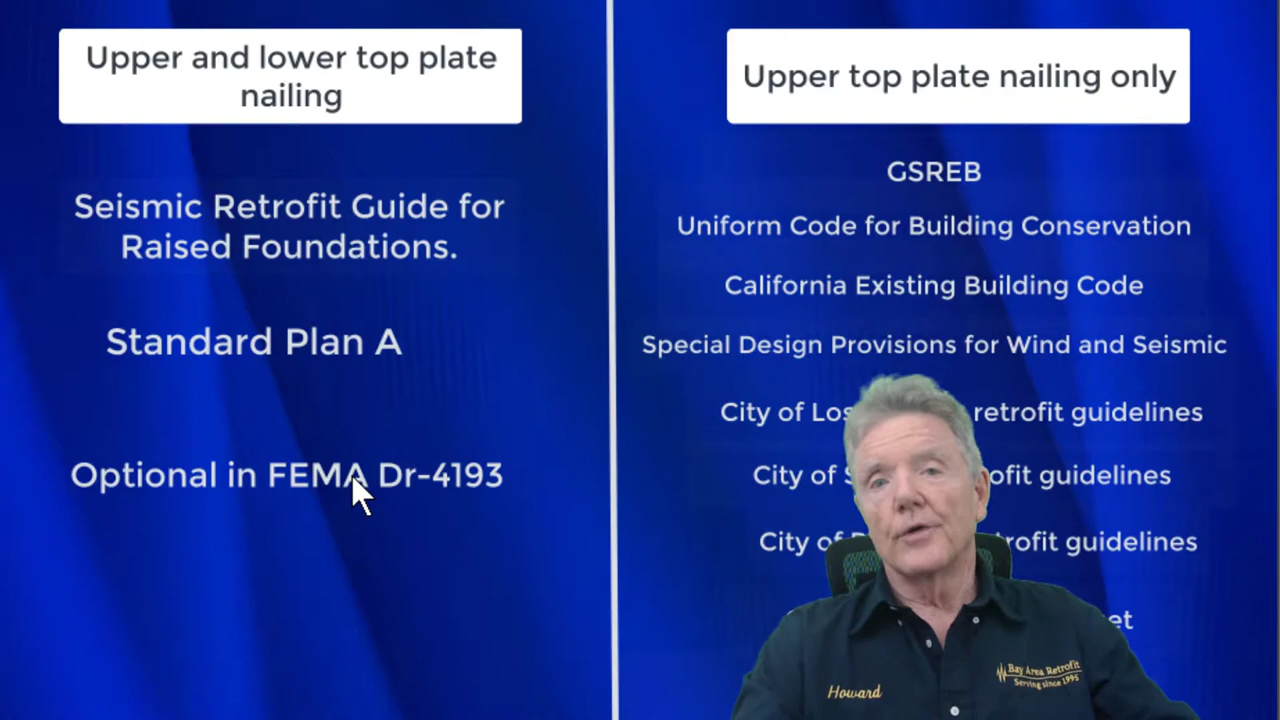 Upper and lower top plate
nailing
Seismic Retrofit Guide for
Raised Foundations.
Standard Plan A
Optional in FEMA Dr-4193
Upper top plate nailing only
GSREB
Uniform Code for Building Conservation
California Existing Building Code
Special Design Provisions for Wind and Seismic
City of Los retrofit guidelines
City of guidelines
City of guidelines
Howard
Bay Area Retrofit
Serving since 1995